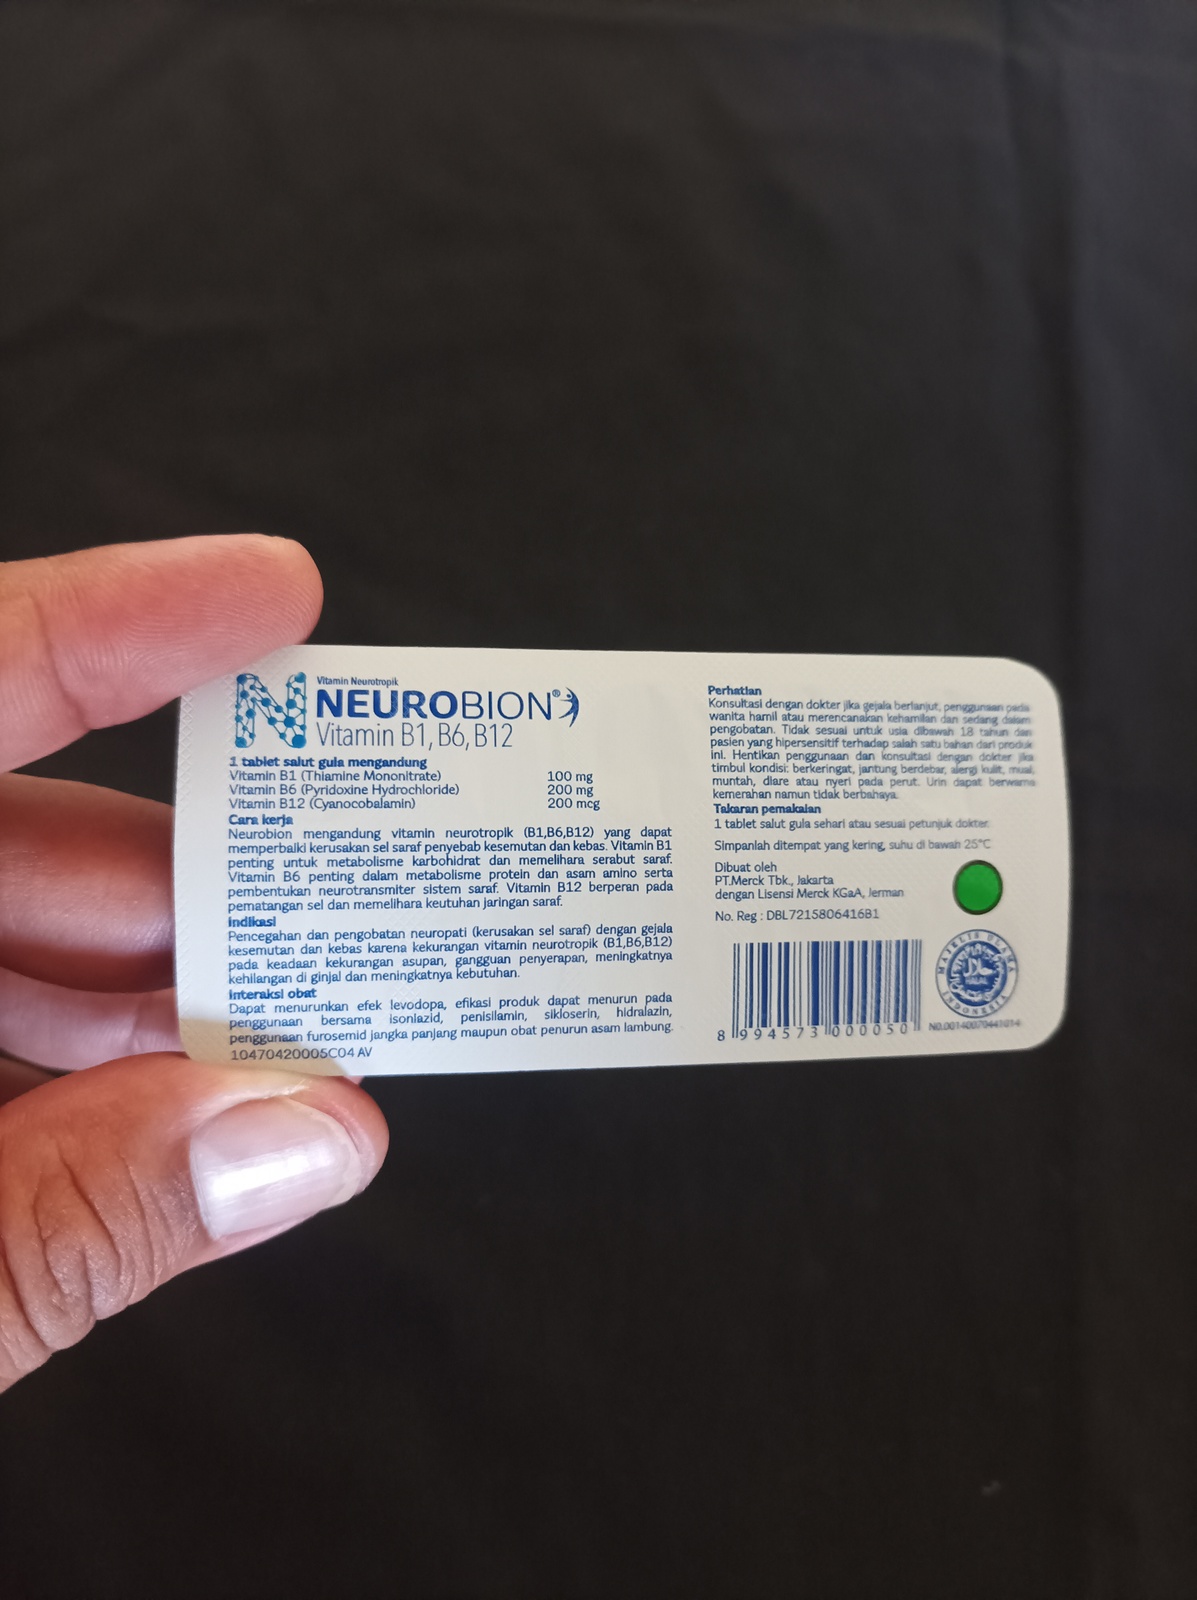 Vitamin Neurotropik
NEUROBION®
Vitamin B1, B6, B12
1 tablet salut gula mengandung
Vitamin B1 (Thiamine Mononitrate) 100 mg
Vitamin B6 (Pyridoxine Hydrochloride) 200 mg
Vitamin B12 (Cyanocobalamin) 200 mcg
Cara kerja
Neurobion mengandung vitamin neurotropik (B1,B6,B12) yang dapat
memperbaiki kerusakan sel saraf penyebab kesemutan dan kebas. Vitamin B1
penting untuk metabolisme karbohidrat dan memelihara serabut saraf.
Vitamin B6 penting dalam metabolisme protein dan asam amino serta
pembentukan neurotransmiter sistem saraf. Vitamin B12 berperan pada
pematangan sel dan memelihara keutuhan jaringan saraf.
Indikasi
Pencegahan dan pengobatan neuropati (kerusakan sel saraf) dengan gejala
kesemutan dan kebas karena kekurangan vitamin neurotropik (B1,B6,B12)
pada keadaan kekurangan asupan, gangguan penyerapan, meningkatnya
kehilangan di ginjal dan meningkatnya kebutuhan.
Interaksi obat
Dapat menurunkan efek levodopa, efikasi produk dapat menurun pada
penggunaan bersama isoniazid, penisilamin, sikloserin, hidralazin,
penggunaan furosemid jangka panjang maupun obat penurun asam lambung.
10470420005C04 AV
Perhatian
Konsultasi dengan dokter jika gejala berlanjut, penggunaan pada
wanita hamil atau merencanakan kehamilan dan sedang dalam
pengobatan. Tidak sesuai untuk usia dibawah 18 tahun dan
pasien yang hipersensitif terhadap salah satu bahan dari produk
ini. Hentikan penggunaan dan konsultasi dengan dokter jika
timbul kondisi: berkeringat, jantung berdebar, alergi kulit, mual,
muntah, diare atau nyeri pada perut. Urin dapat berwarna
kemerahan namun tidak berbahaya.
Takaran pemakaian
1 tablet salut gula sehari atau sesuai petunjuk dokter.
Simpanlah ditempat yang kering, suhu di bawah 25°C
Dibuat oleh
PT.Merck Tbk., Jakarta
dengan Lisensi Merck KGaA, Jerman
No. Reg : DBL7215806416B1
8 994573 000050
MAJELIS ULAMA INDONESIA
HALAL